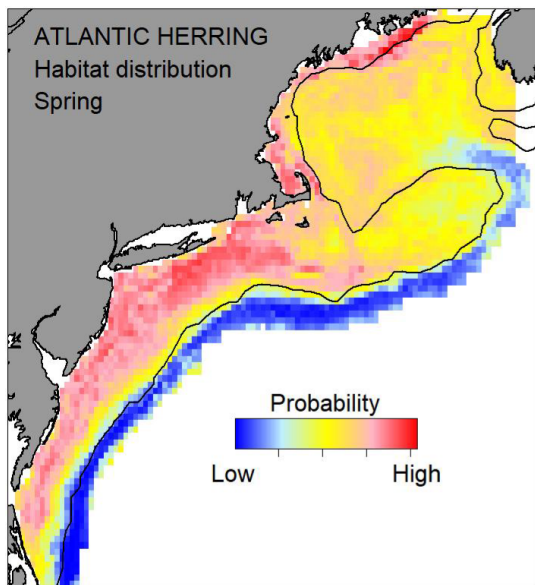 ATLANTIC HERRING
Habitat distribution
Spring
Probability
Low High